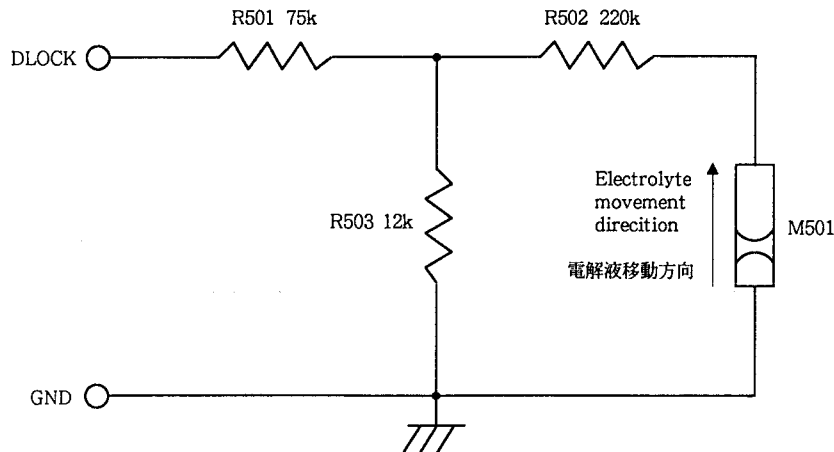 R501 75k
R502 220k
DLOCK
R503 12k
Electrolyte
movement
direcition
電解液移動方向
M501
GND